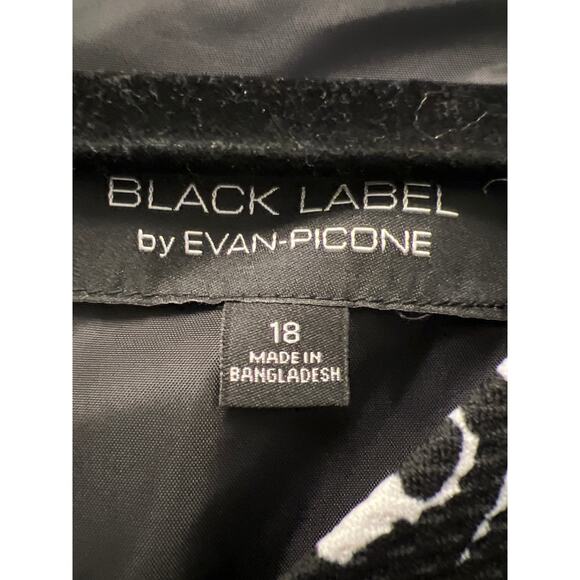 BLACK LABEL
by EVAN-PICONE
18
MADE IN
BANGLADESH